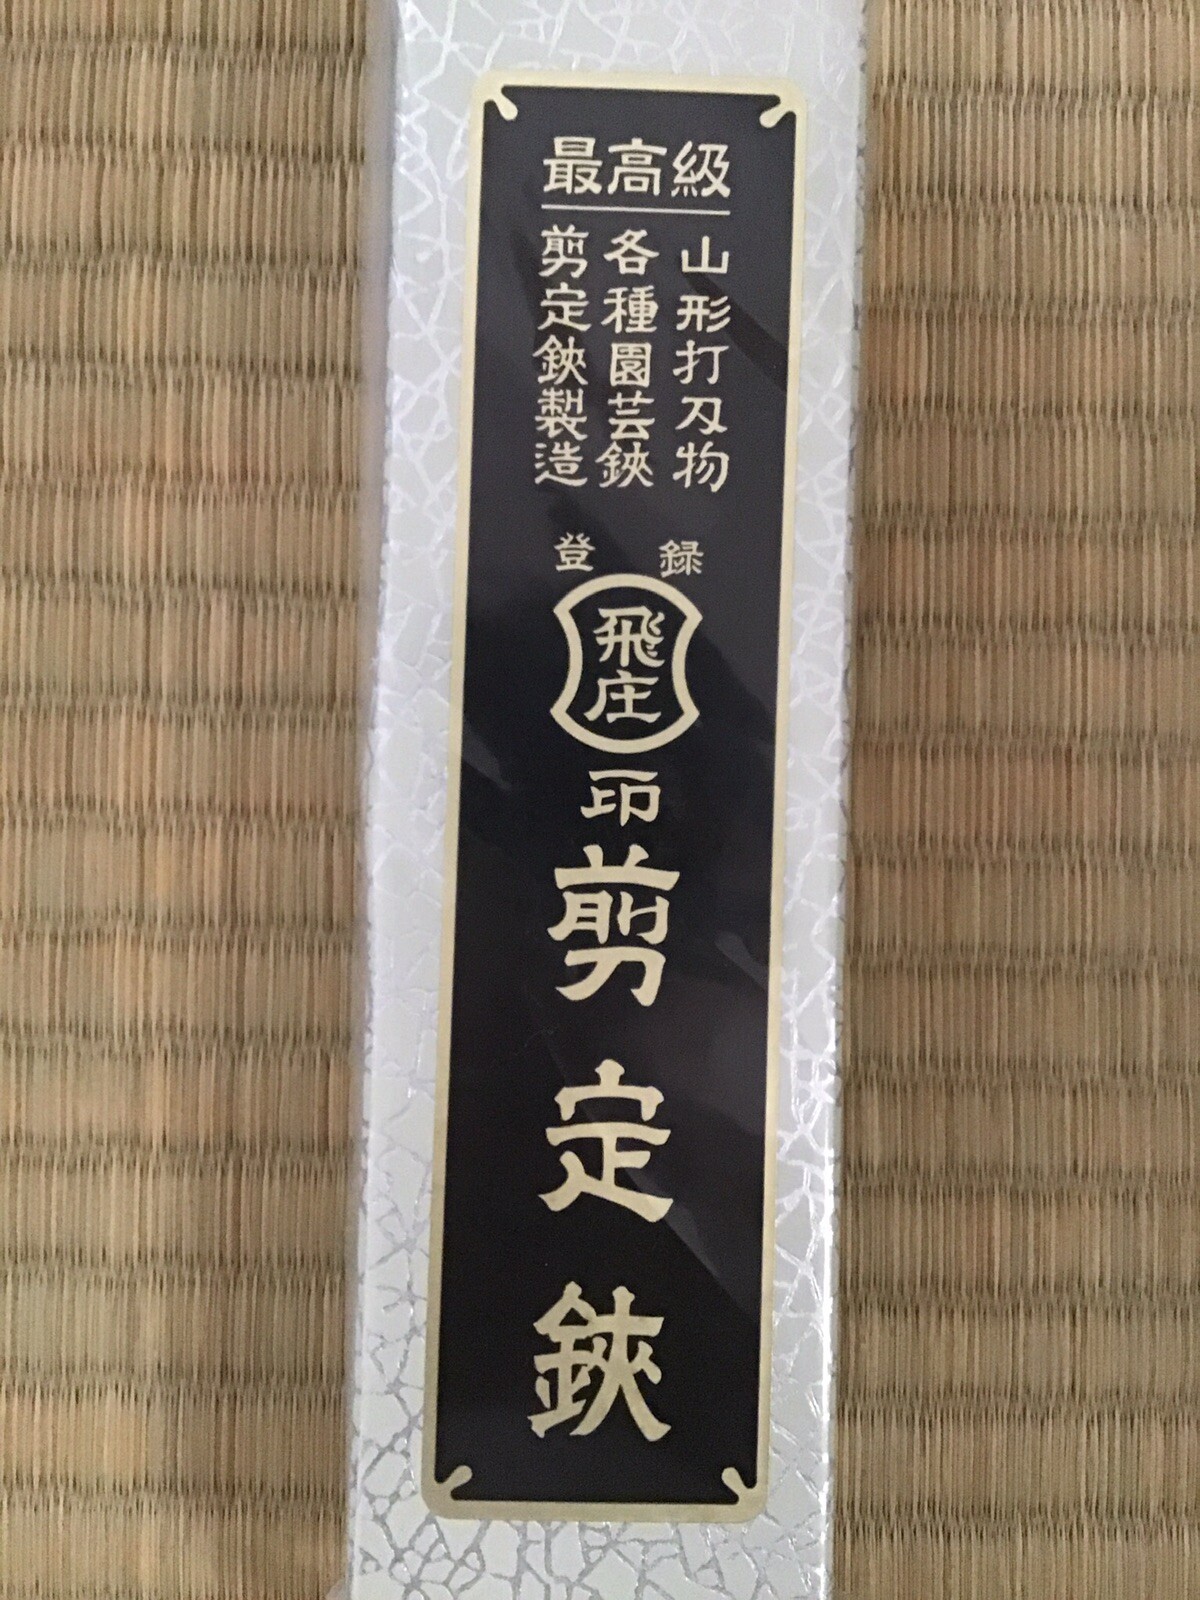 最高級
山形打刃物
各種園芸鋏
剪定鋏製造
登録
飛庄
印
剪定鋏